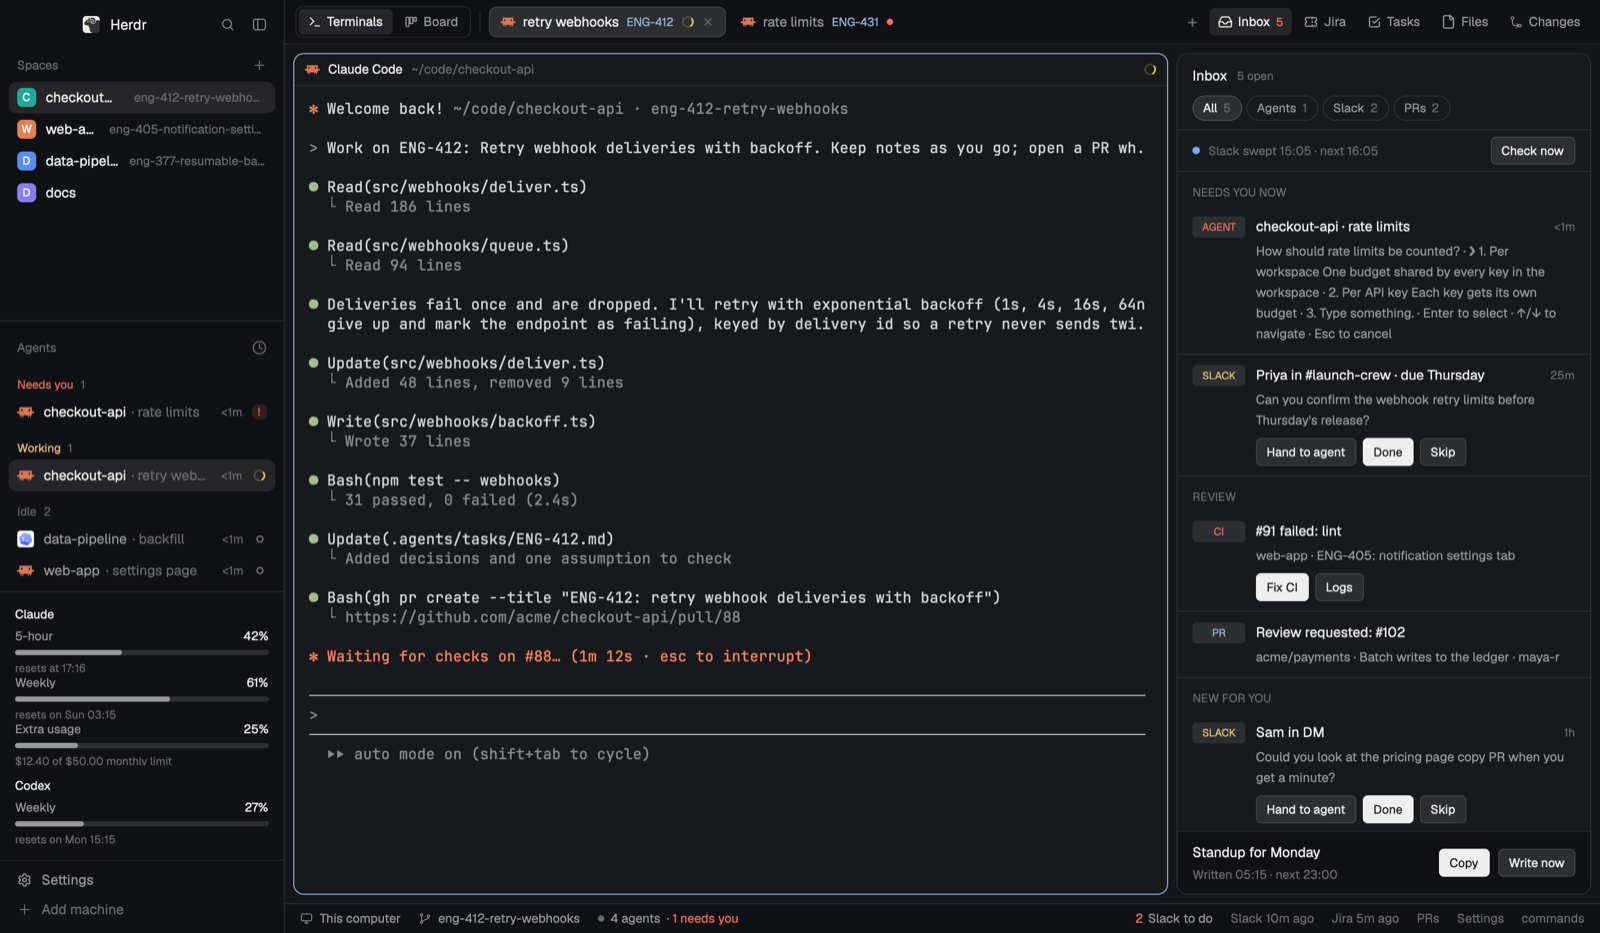 Herdr
Spaces
C checkout... eng-412-retry-webho...
W web-a... eng-405-notification-setti...
D data-pipel... eng-377-resumable-ba...
D docs
Agents
Needs you 1
checkout-api · rate limits <1m !
Working 1
checkout-api · retry web... <1m
Idle 2
data-pipeline · backfill <1m
web-app · settings page <1m
Claude
5-hour 42%
resets at 17:16
Weekly 61%
resets on Sun 03:15
Extra usage 25%
$12.40 of $50.00 monthly limit
Codex
Weekly 27%
resets on Mon 15:15
Settings
+ Add machine
Terminals Board
retry webhooks ENG-412 ×
rate limits ENG-431
+ Inbox 5 Jira Tasks Files Changes
Claude Code ~/code/checkout-api
* Welcome back! ~/code/checkout-api · eng-412-retry-webhooks
> Work on ENG-412: Retry webhook deliveries with backoff. Keep notes as you go; open a PR wh.
● Read(src/webhooks/deliver.ts)
└ Read 186 lines
● Read(src/webhooks/queue.ts)
└ Read 94 lines
● Deliveries fail once and are dropped. I'll retry with exponential backoff (1s, 4s, 16s, 64n
give up and mark the endpoint as failing), keyed by delivery id so a retry never sends twi.
● Update(src/webhooks/deliver.ts)
└ Added 48 lines, removed 9 lines
● Write(src/webhooks/backoff.ts)
└ Wrote 37 lines
● Bash(npm test -- webhooks)
└ 31 passed, 0 failed (2.4s)
● Update(.agents/tasks/ENG-412.md)
└ Added decisions and one assumption to check
● Bash(gh pr create --title "ENG-412: retry webhook deliveries with backoff")
└ https://github.com/acme/checkout-api/pull/88
* Waiting for checks on #88… (1m 12s · esc to interrupt)
>
▸▸ auto mode on (shift+tab to cycle)
Inbox 5 open
All 5 Agents 1 Slack 2 PRs 2
Slack swept 15:05 · next 16:05 Check now
NEEDS YOU NOW
AGENT checkout-api · rate limits <1m
How should rate limits be counted? · ❯ 1. Per
workspace One budget shared by every key in the
workspace · 2. Per API key Each key gets its own
budget · 3. Type something. · Enter to select · ↑/↓ to
navigate · Esc to cancel
SLACK Priya in #launch-crew · due Thursday 25m
Can you confirm the webhook retry limits before
Thursday's release?
Hand to agent Done Skip
REVIEW
CI #91 failed: lint
web-app · ENG-405: notification settings tab
Fix CI Logs
PR Review requested: #102
acme/payments · Batch writes to the ledger · maya-r
NEW FOR YOU
SLACK Sam in DM 1h
Could you look at the pricing page copy PR when you
get a minute?
Hand to agent Done Skip
Standup for Monday
Written 05:15 · next 23:00
Copy Write now
This computer eng-412-retry-webhooks 4 agents · 1 needs you
2 Slack to do Slack 10m ago Jira 5m ago PRs Settings commands